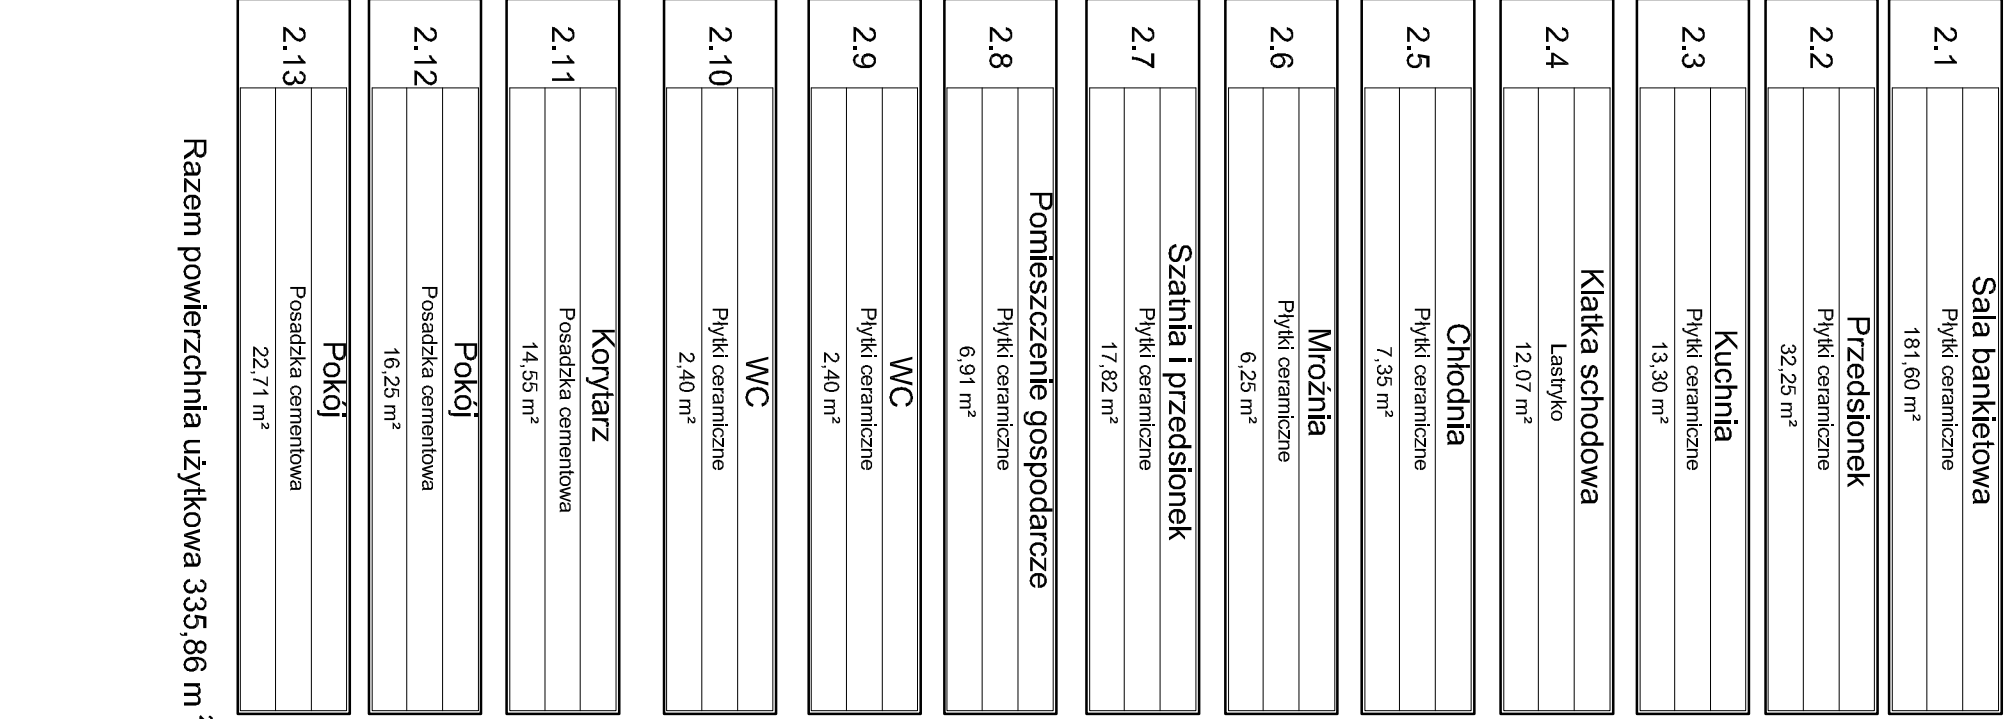 2.1
Sala bankietowa
Płytki ceramiczne
181,60 m²
2.2
Przedsionek
Płytki ceramiczne
32,25 m²
2.3
Kuchnia
Płytki ceramiczne
13,30 m²
2.4
Klatka schodowa
Lastryko
12,07 m²
2.5
Chłodnia
Płytki ceramiczne
7,35 m²
2.6
Mroźnia
Płytki ceramiczne
6,25 m²
2.7
Szatnia i przedsionek
Płytki ceramiczne
17,82 m²
2.8
Pomieszczenie gospodarcze
Płytki ceramiczne
6,91 m²
2.9
WC
Płytki ceramiczne
2,40 m²
2.10
WC
Płytki ceramiczne
2,40 m²
2.11
Korytarz
Posadzka cementowa
14,55 m²
2.12
Pokój
Posadzka cementowa
16,25 m²
2.13
Pokój
Posadzka cementowa
22,71 m²
Razem powierzchnia użytkowa 335,86 m²